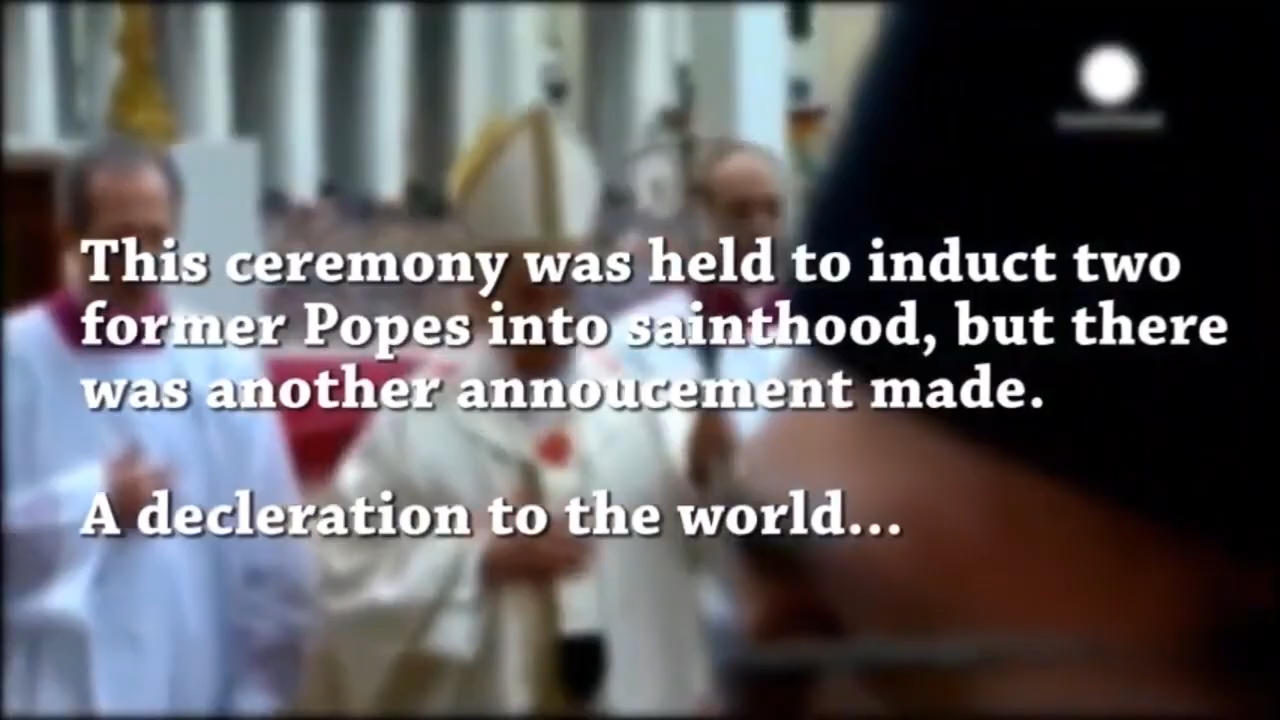 This ceremony was held to induct two
former Popes into sainthood, but there
was another annoucement made.
A decleration to the world...